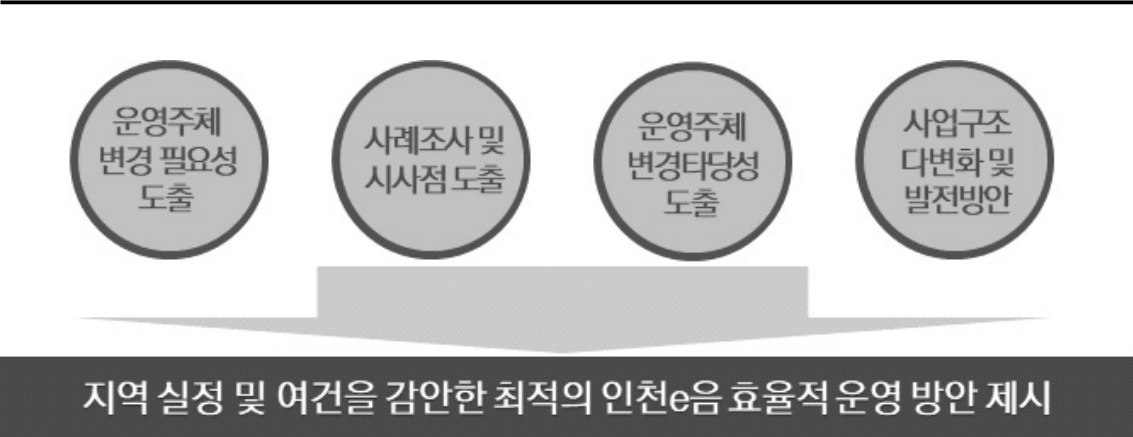 운영주체
변경 필요성
도출
사례조사 및
시사점 도출
운영주체
변경타당성
도출
사업구조
다변화 및
발전방안
지역 실정 및 여건을 감안한 최적의 인천e음 효율적 운영 방안 제시